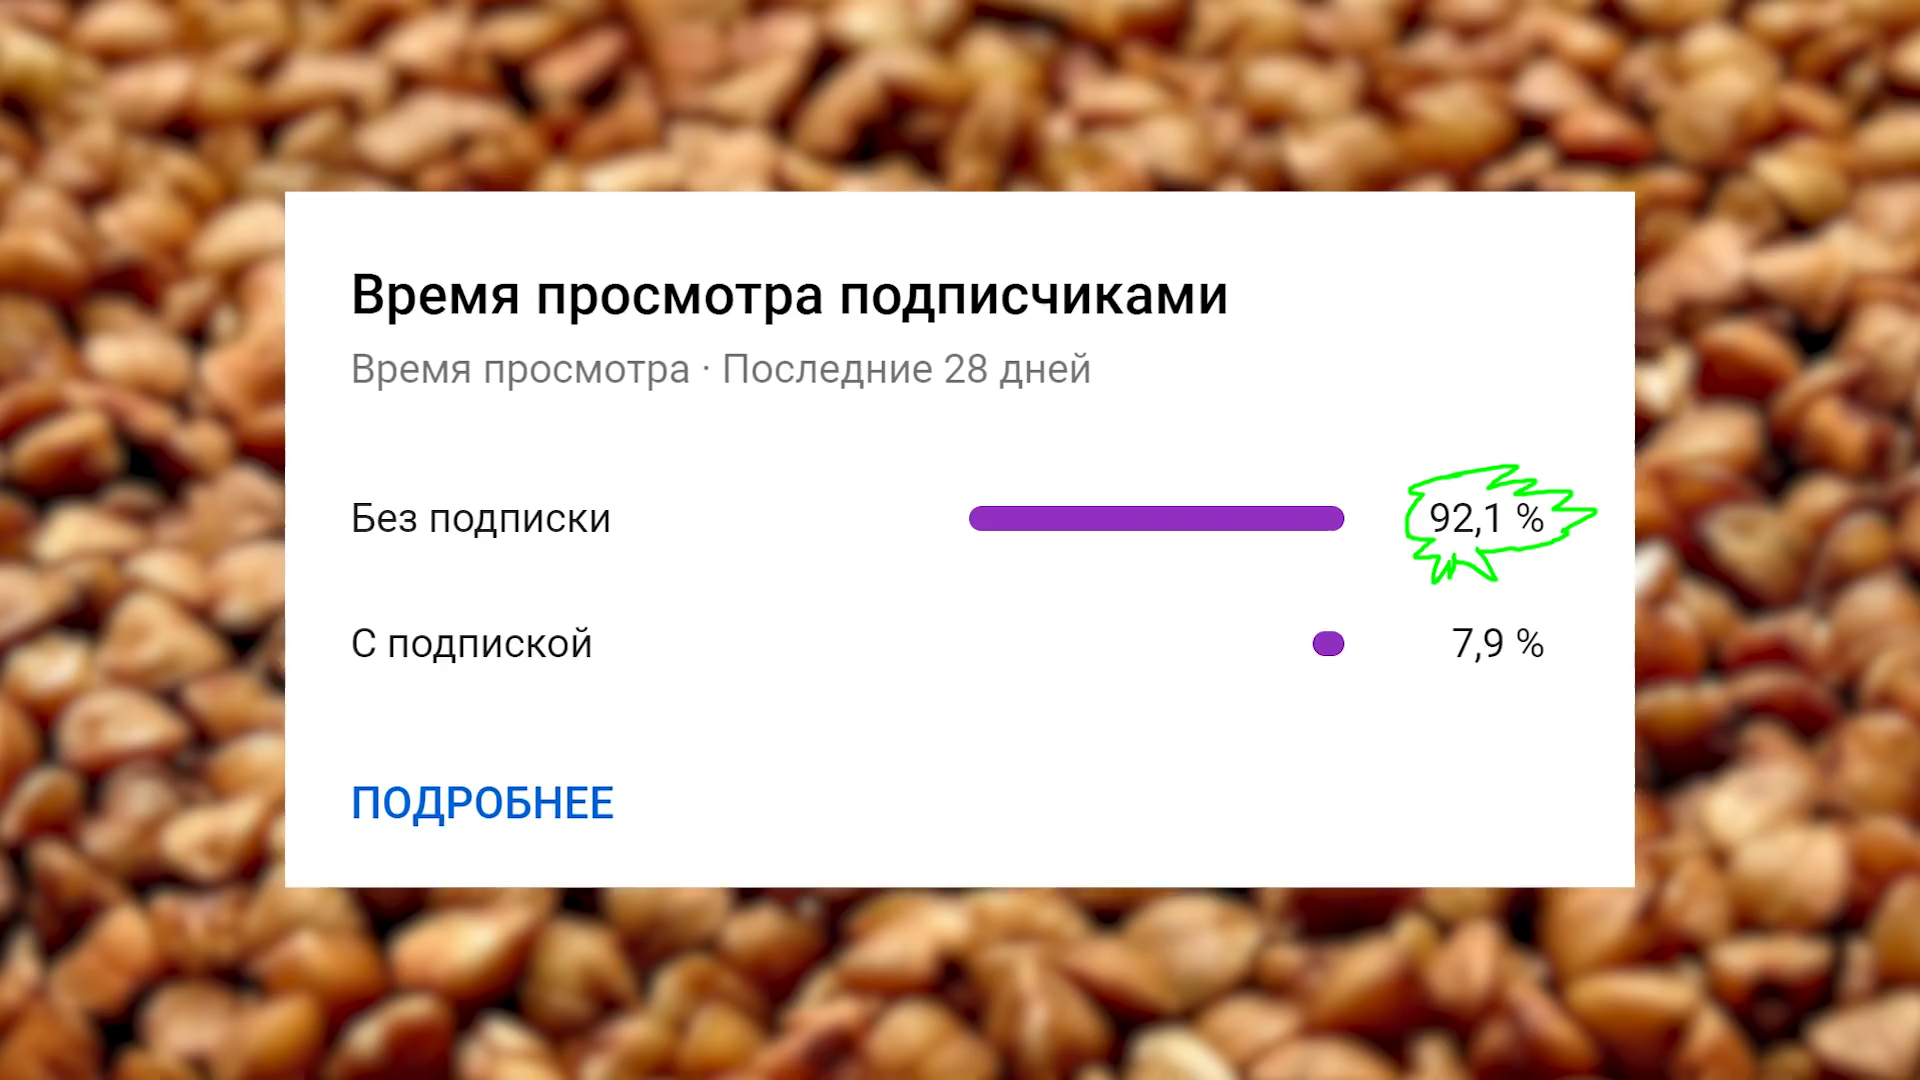 Время просмотра подписчиками
Время просмотра · Последние 28 дней
Без подписки 92,1 %
С подпиской 7,9 %
ПОДРОБНЕЕ